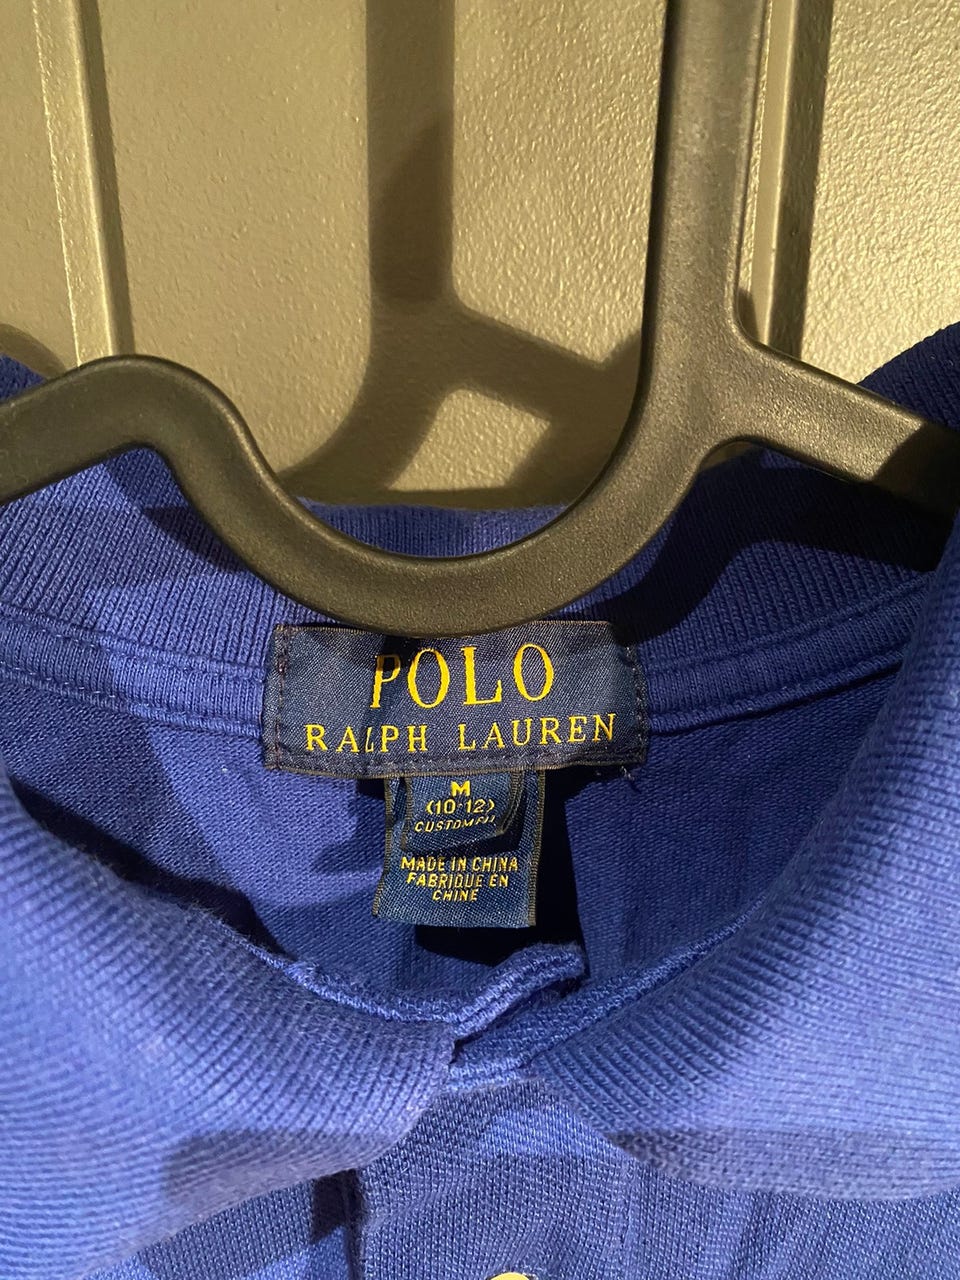 POLO
RALPH LAUREN
M
(10-12)
CUSTOM FIT
MADE IN CHINA
FABRIQUE EN
CHINE